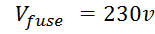 V_fuse = 230v